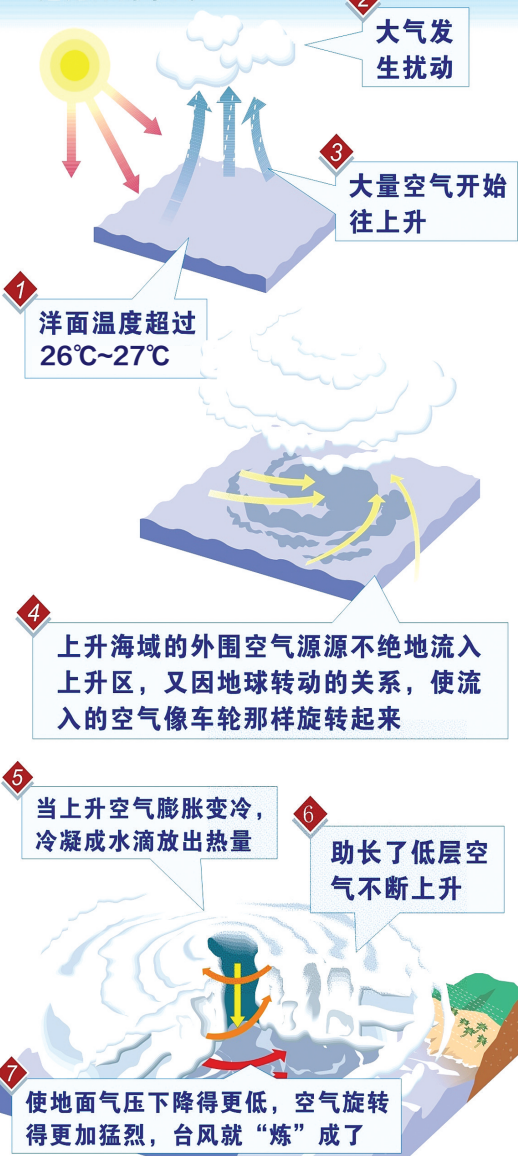 2
大气发
生扰动
3
大量空气开始
往上升
1
洋面温度超过
26℃~27℃
4
上升海域的外围空气源源不绝地流入
上升区，又因地球转动的关系，使流
入的空气像车轮那样旋转起来
5
当上升空气膨胀变冷，
冷凝成水滴放出热量
6
助长了低层空
气不断上升
7
使地面气压下降得更低，空气旋转
得更加猛烈，台风就“炼”成了